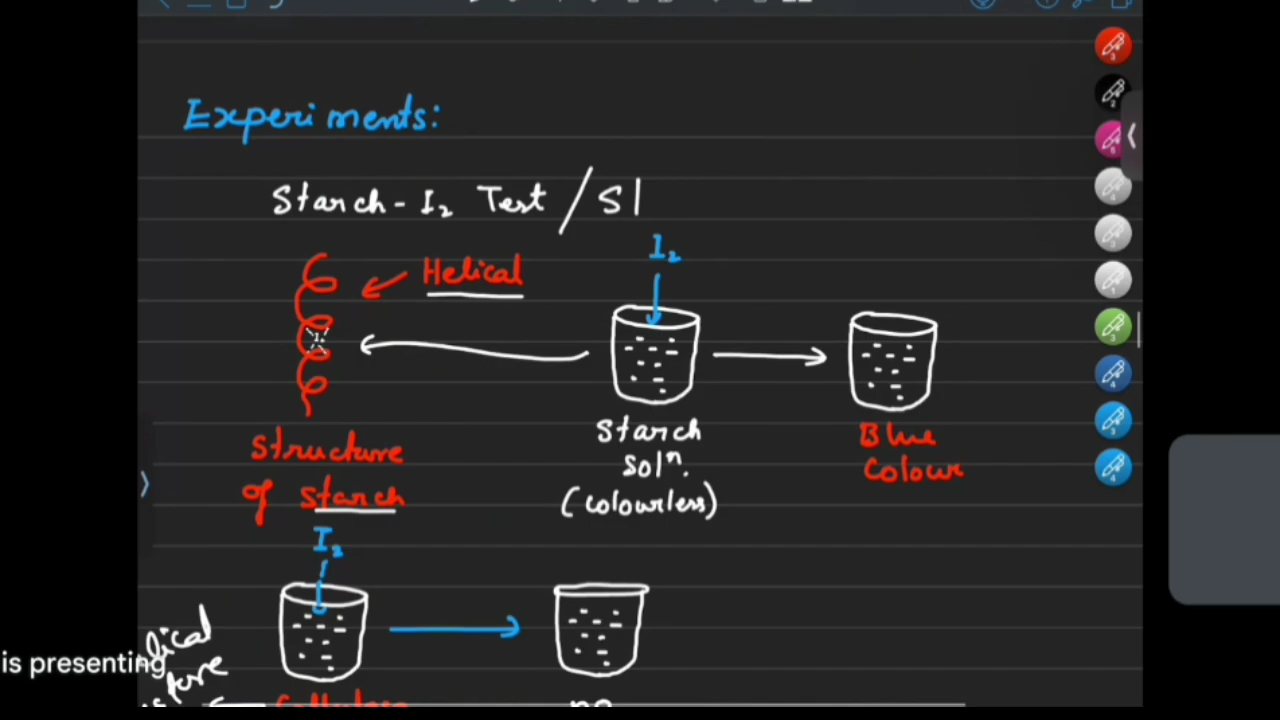 Experiments:
Starch - I2 Test / SI
I2
Helical
Structure
of starch
Starch
Solⁿ.
(colourless)
Blue
Colour
I2
is presenting